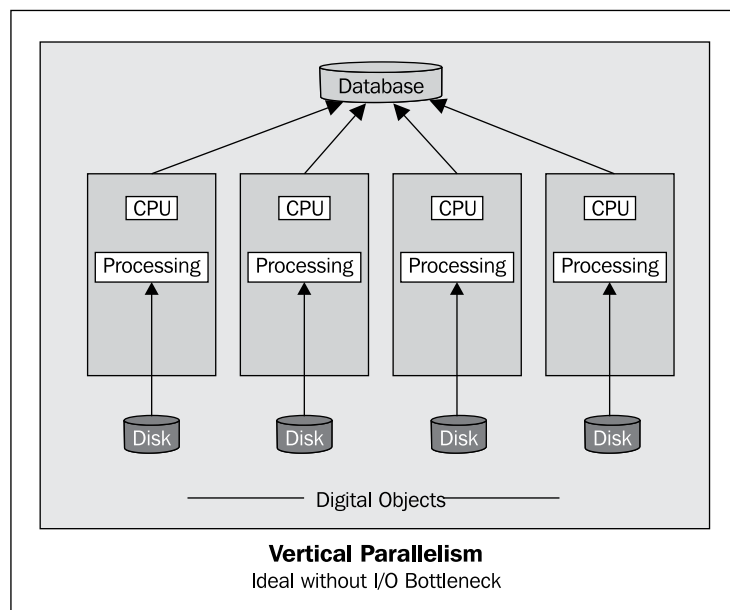 Database
CPU CPU CPU CPU
Processing Processing Processing Processing
Disk Disk Disk Disk
Digital Objects
Vertical Parallelism
Ideal without I/O Bottleneck